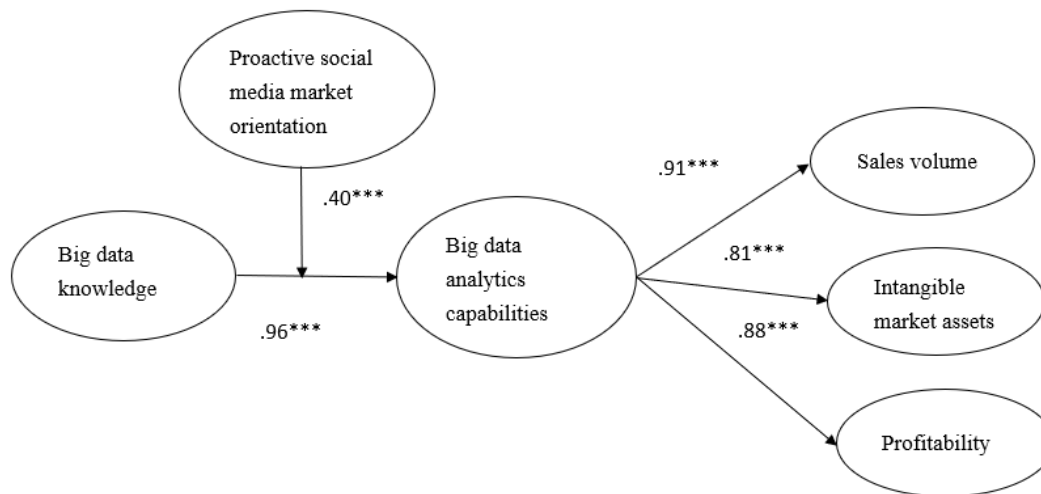 Proactive social
media market
orientation
.40***
Big data
knowledge
.96***
Big data
analytics
capabilities
.91***
Sales volume
.81***
Intangible
market assets
.88***
Profitability